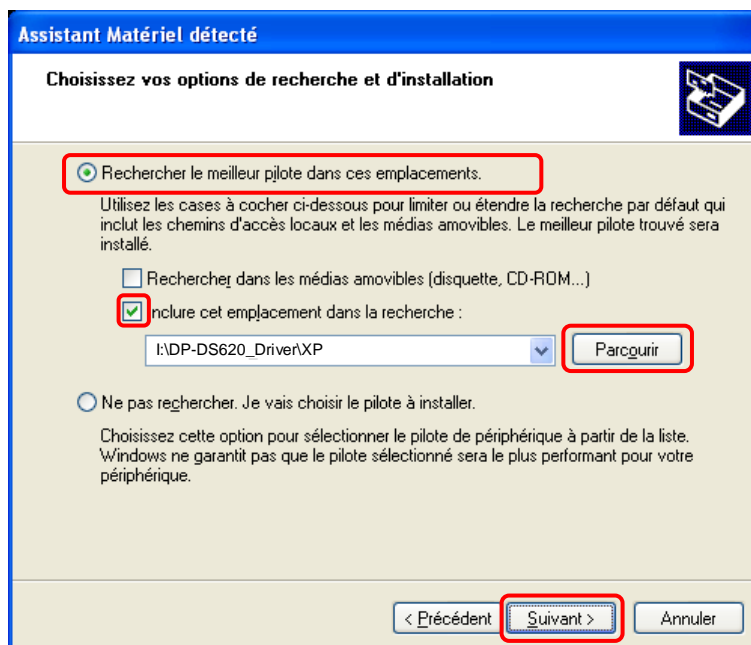 Assistant Matériel détecté
Choisissez vos options de recherche et d'installation
Rechercher le meilleur pilote dans ces emplacements.
Utilisez les cases à cocher ci-dessous pour limiter ou étendre la recherche par défaut qui
inclut les chemins d'accès locaux et les médias amovibles. Le meilleur pilote trouvé sera
installé.
Rechercher dans les médias amovibles (disquette, CD-ROM...)
Inclure cet emplacement dans la recherche :
I:\DP-DS620_Driver\XP
Parcourir
Ne pas rechercher. Je vais choisir le pilote à installer.
Choisissez cette option pour sélectionner le pilote de périphérique à partir de la liste.
Windows ne garantit pas que le pilote sélectionné sera le plus performant pour votre
périphérique.
< Précédent Suivant > Annuler